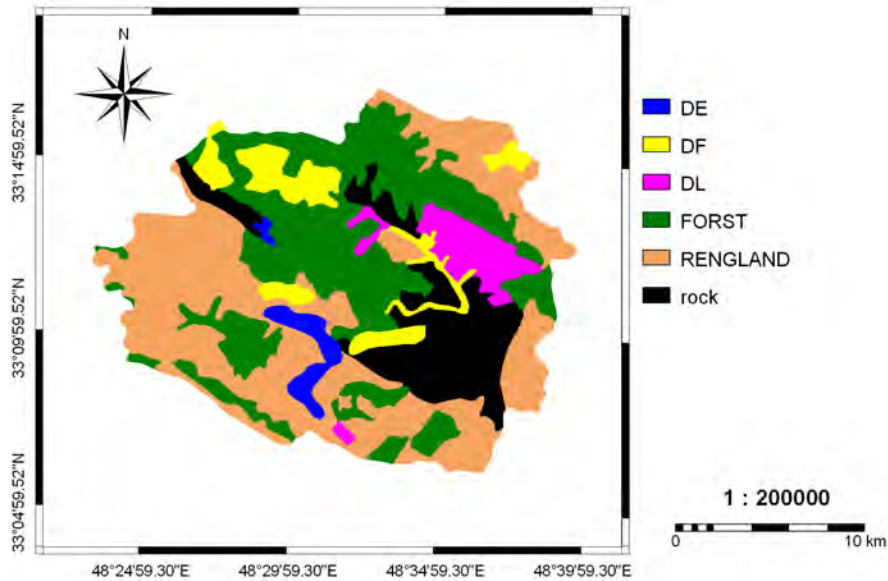 N
33°14'59.52"N
33°09'59.52"N
33°04'59.52"N
48°24'59.30"E
48°29'59.30"E
48°34'59.30"E
48°39'59.30"E
DE
DF
DL
FORST
RENGLAND
rock
1 : 200000
0
10 km